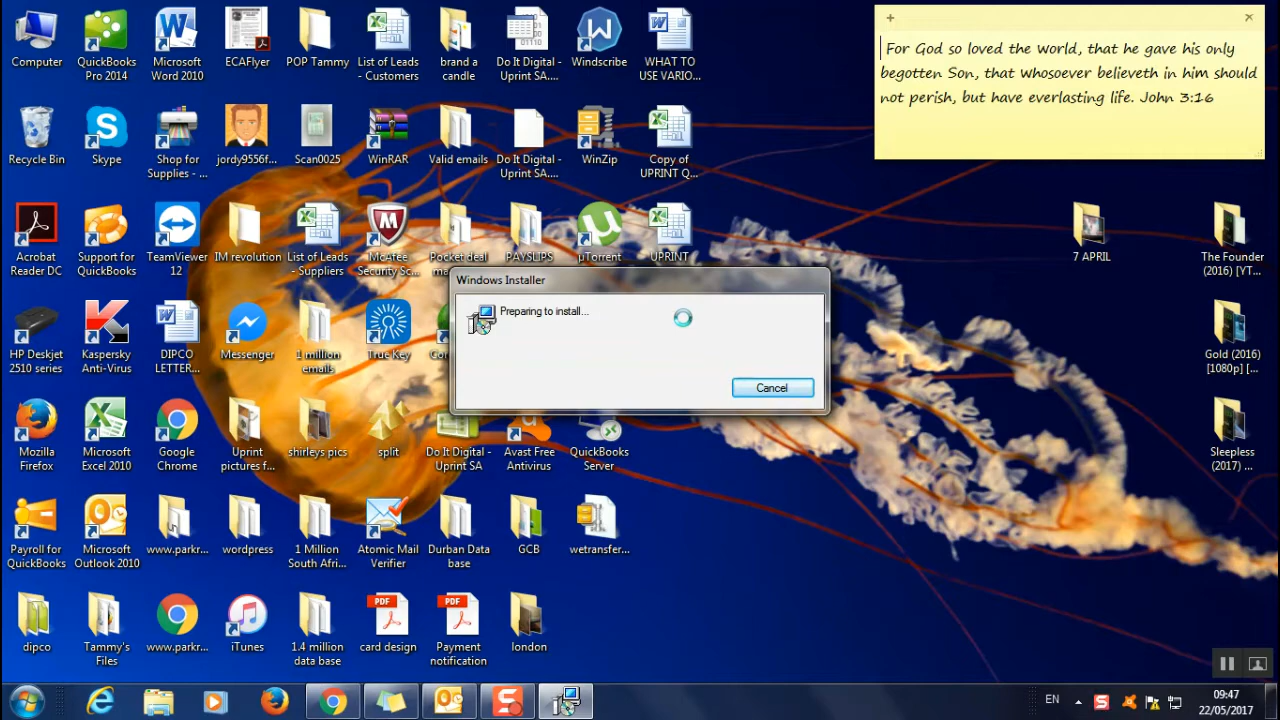 Computer
QuickBooks
Pro 2014
Microsoft
Word 2010
ECAFlyer
POP Tammy
List of Leads
- Customers
brand a
candle
Do It Digital -
Uprint SA....
Windscribe
WHAT TO
USE VARIO...
+
×
For God so loved the world, that he gave his only
begotten Son, that whosoever believeth in him should
not perish, but have everlasting life. John 3:16
Recycle Bin
Skype
Shop for
Supplies - ...
jordy9556f...
Scan0025
WinRAR
Valid emails
Do It Digital -
Uprint SA....
WinZip
Copy of
UPRINT Q...
Acrobat
Reader DC
Support for
QuickBooks
TeamViewer
12
IM revolution
List of Leads
- Suppliers
McAfee
Security Sc...
Pocket deal
PAYSLIPS
µTorrent
UPRINT
7 APRIL
The Founder
(2016) [YT...
Windows Installer
Preparing to install...
Cancel
HP Deskjet
2510 series
Kaspersky
Anti-Virus
DIPCO
LETTER...
Messenger
1 million
emails
True Key
Gold (2016)
[1080p] [...
Mozilla
Firefox
Microsoft
Excel 2010
Google
Chrome
Uprint
pictures f...
shirleys pics
split
Do It Digital -
Uprint SA
Avast Free
Antivirus
QuickBooks
Server
Sleepless
(2017) ...
Payroll for
QuickBooks
Microsoft
Outlook 2010
www.parkr...
wordpress
1 Million
South Afri...
Atomic Mail
Verifier
Durban Data
base
GCB
wetransfer...
dipco
Tammy's
Files
www.parkr...
iTunes
1.4 million
data base
PDF
card design
PDF
Payment
notification
london
EN
09:47
22/05/2017